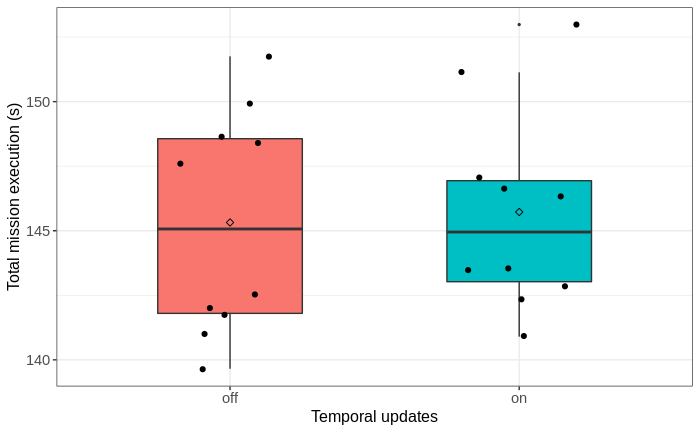 Total mission execution (s)
150
145
140
off
on
Temporal updates